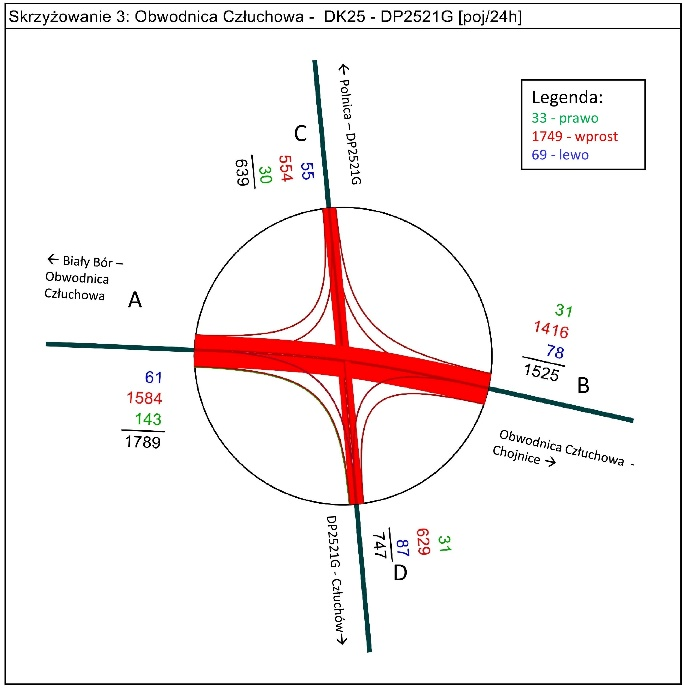 Skrzyżowanie 3: Obwodnica Człuchowa - DK25 - DP2521G [poj/24h]
Legenda:
33 - prawo
1749 - wprost
69 - lewo
← Polnica – DP2521G
C
55
554
30
639
← Biały Bór –
Obwodnica
Człuchowa
A
61
1584
143
1789
31
1416
78
1525
B
Obwodnica Człuchowa -
Chojnice →
DP2521G - Człuchów→
31
629
87
747
D